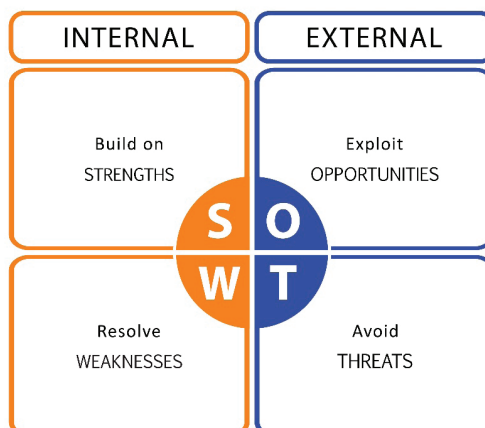 INTERNAL
EXTERNAL
Build on
STRENGTHS
Exploit
OPPORTUNITIES
S O
W T
Resolve
WEAKNESSES
Avoid
THREATS